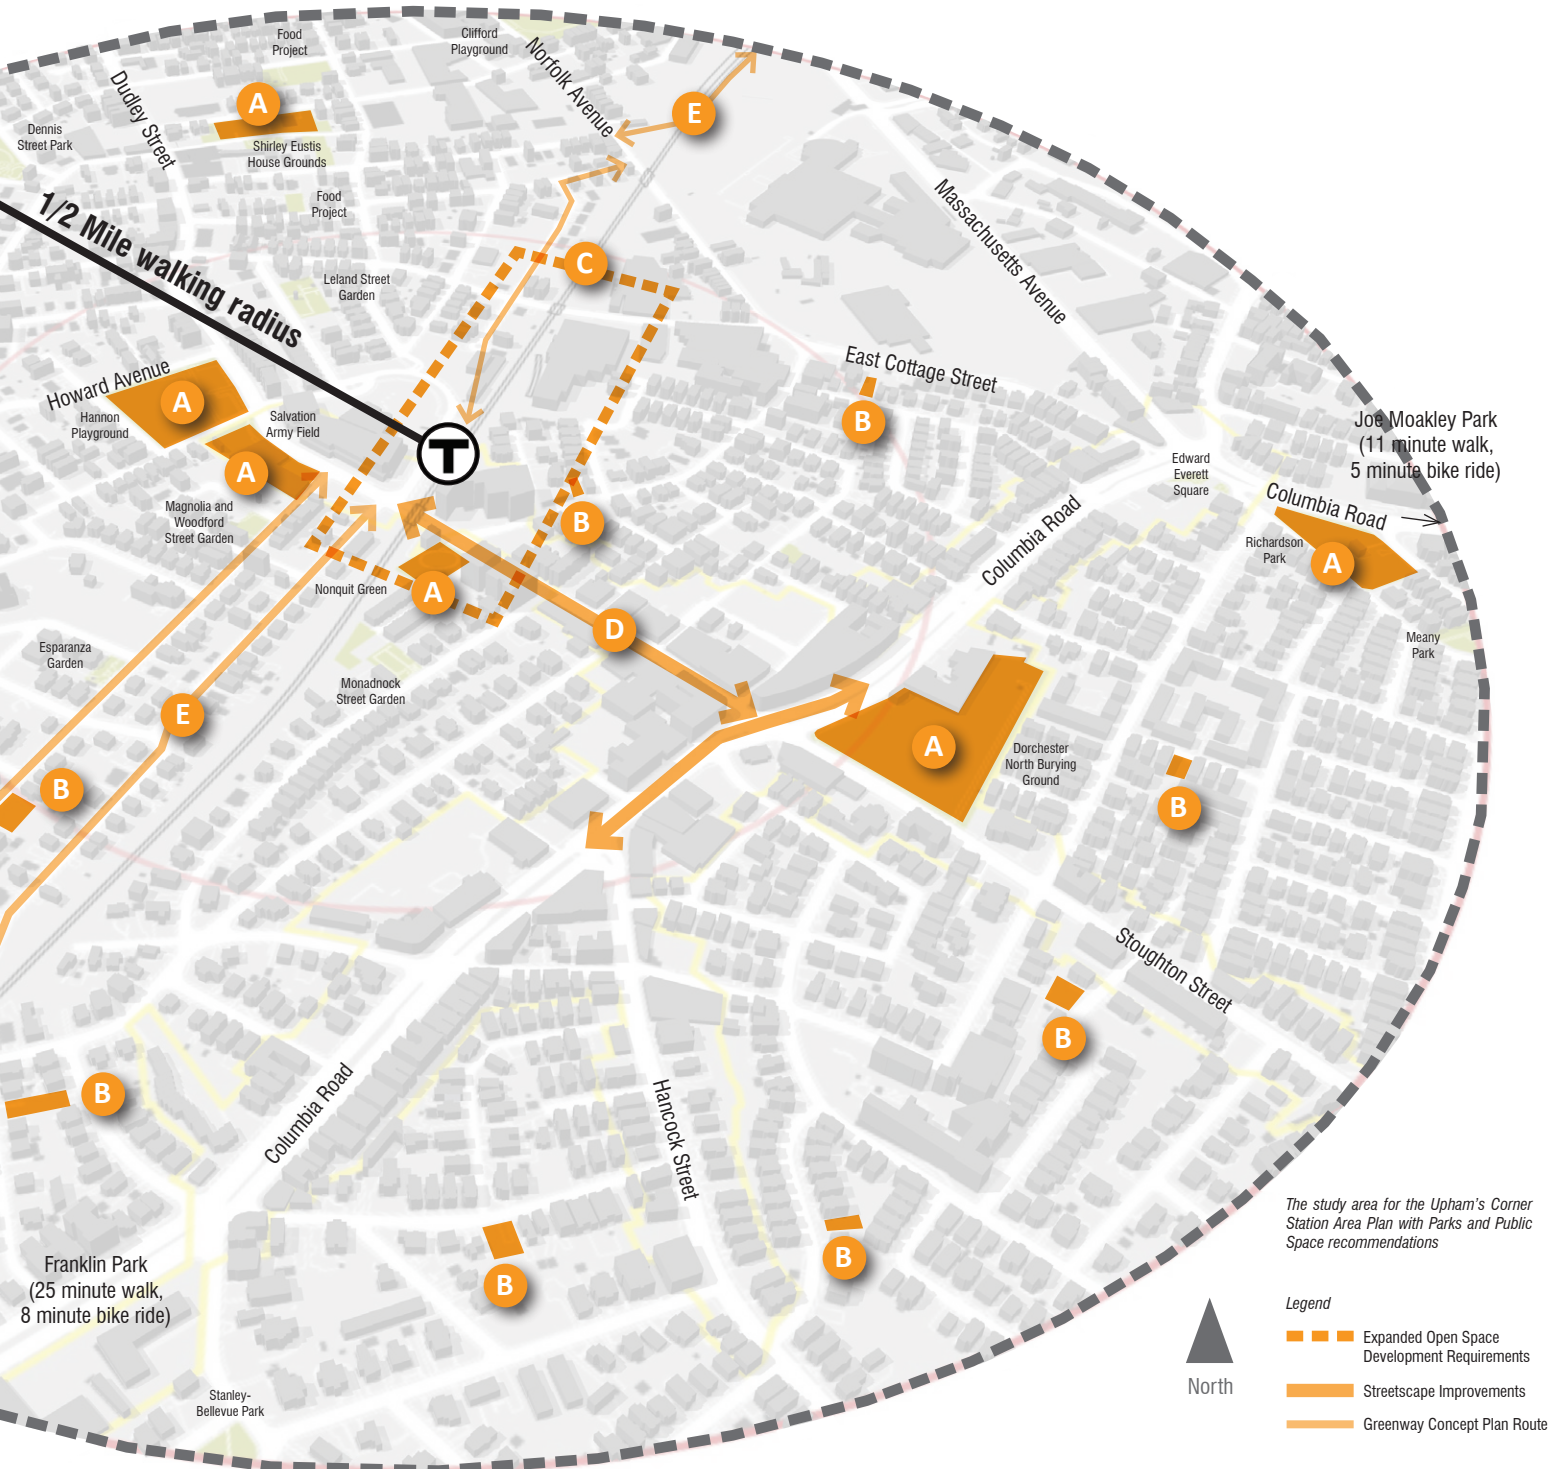 Food
Project
Clifford
Playground
Norfolk Avenue
Dudley Street
A
E
Dennis
Street Park
Shirley Eustis
House Grounds
Food
Project
Massachusetts Avenue
1/2 Mile walking radius
C
Leland Street
Garden
East Cottage Street
Howard Avenue
A
Hannon
Playground
Salvation
Army Field
B
Joe Moakley Park
(11 minute walk,
5 minute bike ride)
T
Edward
Everett
Square
A
Columbia Road
Magnolia and
Woodford
Street Garden
B
Columbia Road
Richardson
Park
A
Nonquit Green
A
D
Meany
Park
Esparanza
Garden
Monadnock
Street Garden
E
A
Dorchester
North Burying
Ground
B
B
Stoughton Street
B
B
Columbia Road
Hancock Street
The study area for the Upham's Corner
Station Area Plan with Parks and Public
Space recommendations
Franklin Park
(25 minute walk,
8 minute bike ride)
B
B
Legend
Expanded Open Space
Development Requirements
North
Streetscape Improvements
Stanley-
Bellevue Park
Greenway Concept Plan Route